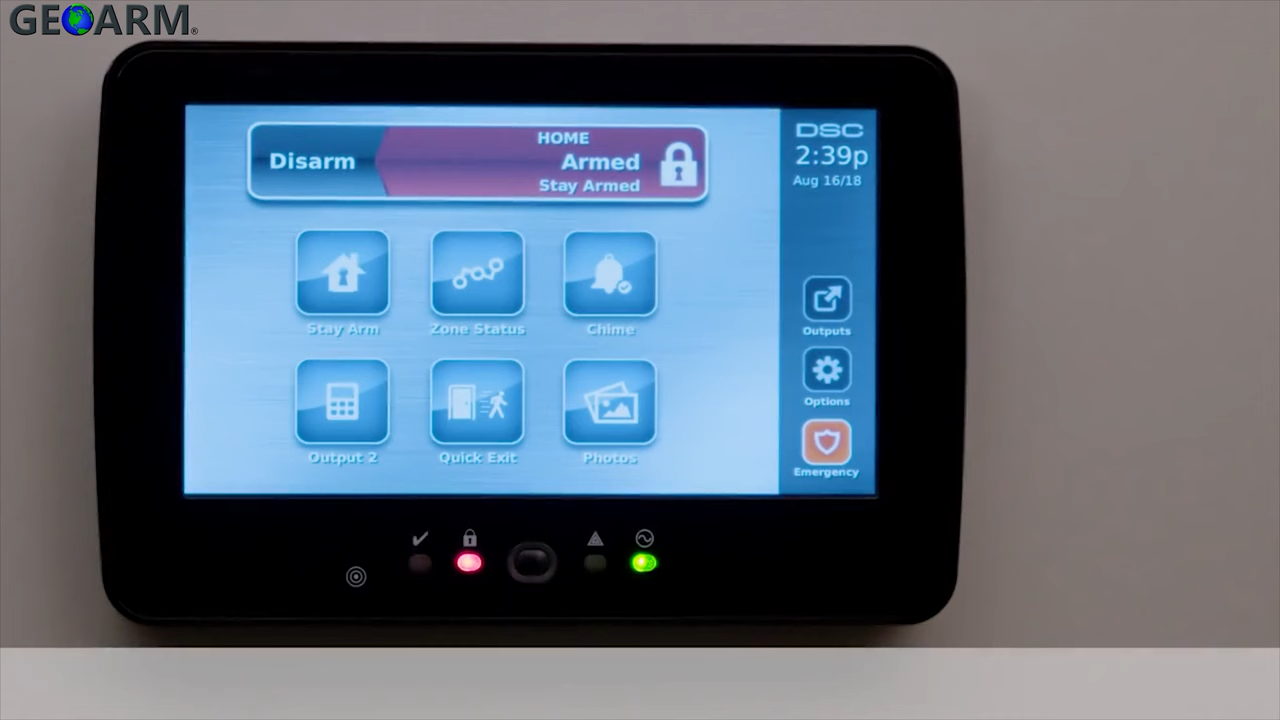 GEOARM®
HOME
Disarm
Armed
Stay Armed
DSC
2:39p
Aug 16/18
Stay Arm
Zone Status
Chime
Outputs
Options
Output 2
Quick Exit
Photos
Emergency